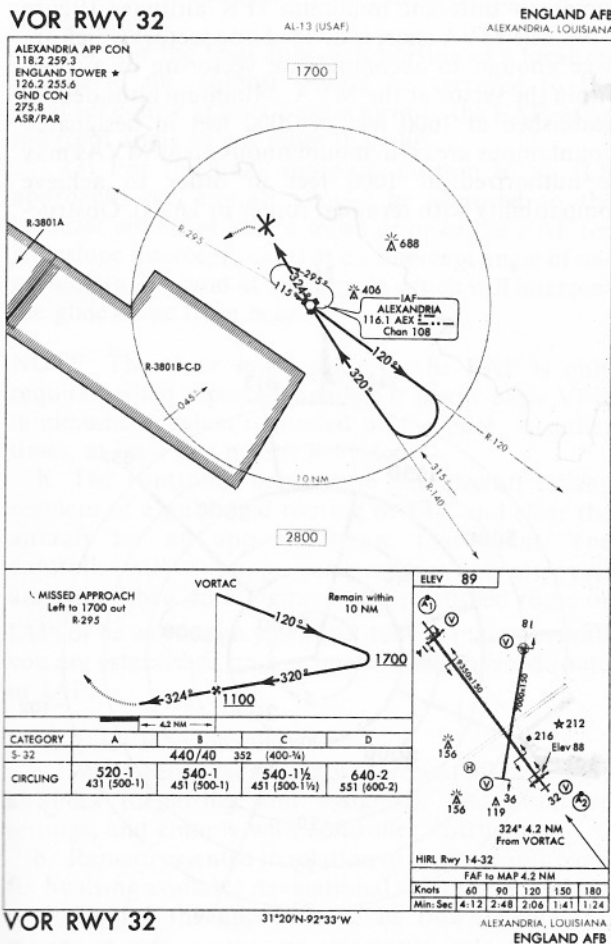 VOR RWY 32
AL-13 (USAF)
ENGLAND AFB
ALEXANDRIA, LOUISIANA
ALEXANDRIA APP CON
118.2 259.3
ENGLAND TOWER ★
126.2 255.6
GND CON
275.8
ASR/PAR
1700
R-3801A
R-295
688
295°
324°
115°
406
IAF
ALEXANDRIA
116.1 AEX
Chan 108
R-3801B-C-D
045°
120°
320°
R-120
315°
R-140
10 NM
2800
MISSED APPROACH
Left to 1700 out
R-295
VORTAC
Remain within
10 NM
120°
1700
320°
324°
1100
4.2 NM
CATEGORY A B C D
S-32 440/40 352 (400-¾)
CIRCLING 520-1 540-1 540-1½ 640-2
431 (500-1) 451 (500-1) 451 (500-1½) 551 (600-2)
ELEV 89
A1
V
V
18
9350x150
7000x150
212
216
Elev 88
156
H
V
36
32
V
156
119
A2
324° 4.2 NM
From VORTAC
HIRL Rwy 14-32
FAF to MAP 4.2 NM
Knots 60 90 120 150 180
Min:Sec 4:12 2:48 2:06 1:41 1:24
VOR RWY 32
31°20'N-92°33'W
ALEXANDRIA, LOUISIANA
ENGLAND AFB